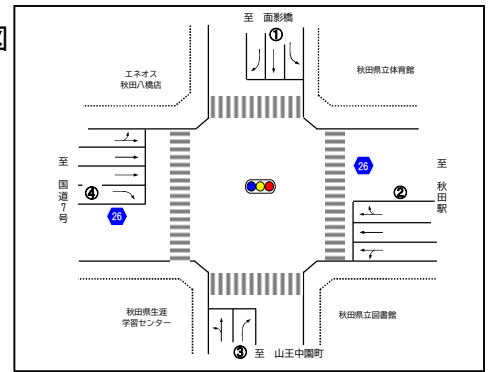 図
至 面影橋
①
エネオス
秋田八橋店
秋田県立体育館
至 国道7号
④
26
26
②
至 秋田駅
秋田県生涯
学習センター
秋田県立図書館
③ 至 山王中園町